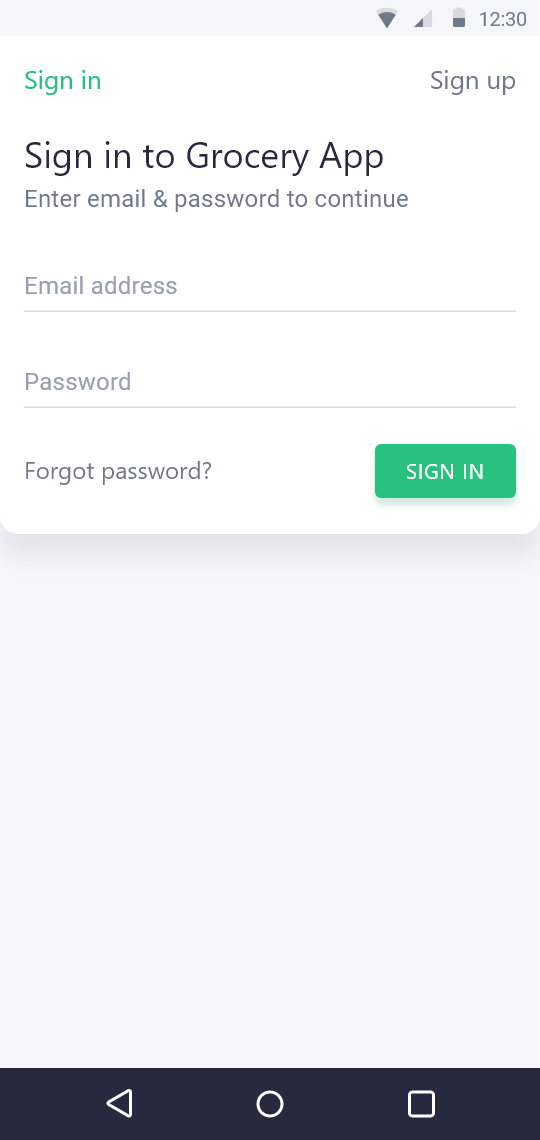 12:30
Sign in
Sign up
Sign in to Grocery App
Enter email & password to continue
Email address
Password
Forgot password?
SIGN IN